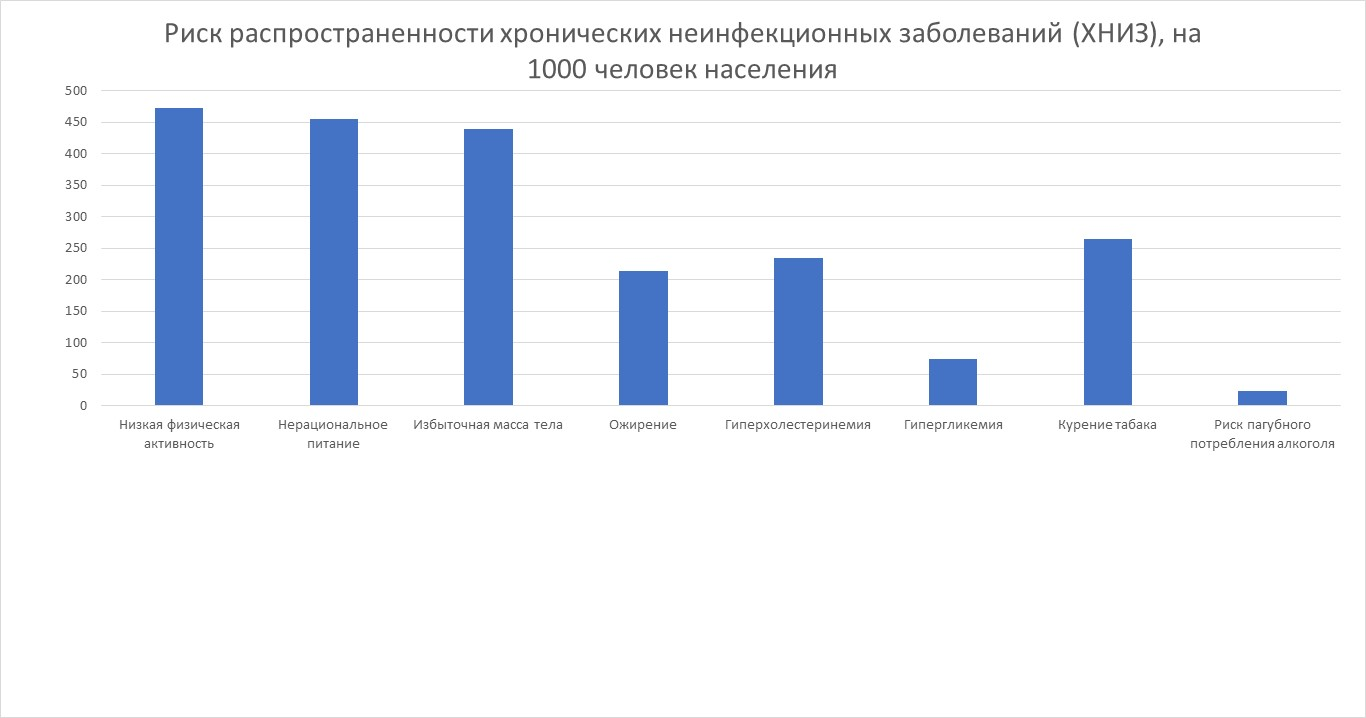 Риск распространенности хронических неинфекционных заболеваний (ХНИЗ), на
1000 человек населения
500
450
400
350
300
250
200
150
100
50
0
Низкая физическая
активность
Нерациональное
питание
Избыточная масса тела
Ожирение
Гиперхолестеринемия
Гипергликемия
Курение табака
Риск пагубного
потребления алкоголя